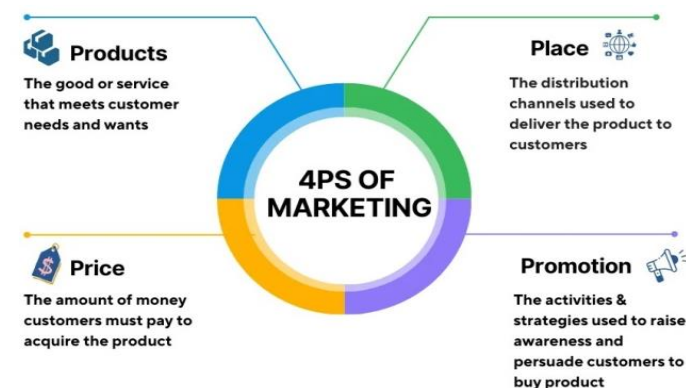 Products
The good or service
that meets customer
needs and wants
Place
The distribution
channels used to
deliver the product to
customers
4PS OF
MARKETING
$ Price
The amount of money
customers must pay to
acquire the product
Promotion
The activities &
strategies used to raise
awareness and
persuade customers to
buy product